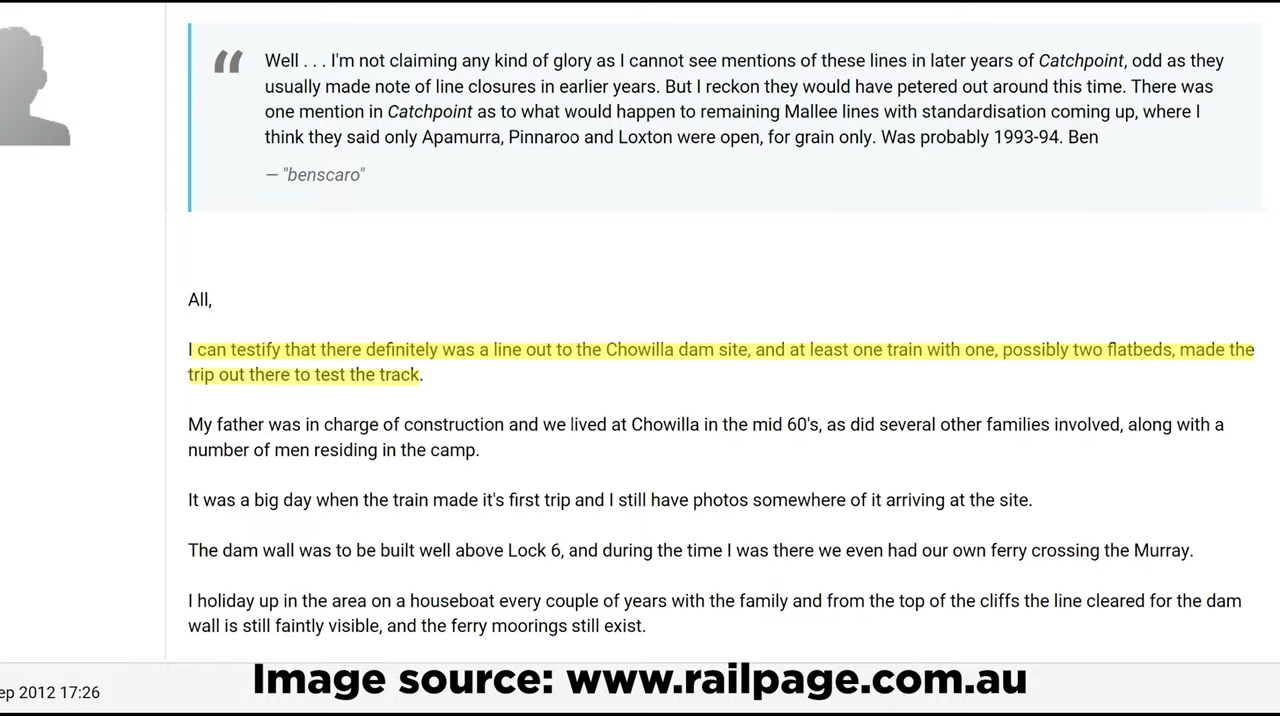 “
Well . . . I'm not claiming any kind of glory as I cannot see mentions of these lines in later years of Catchpoint, odd as they
usually made note of line closures in earlier years. But I reckon they would have petered out around this time. There was
one mention in Catchpoint as to what would happen to remaining Mallee lines with standardisation coming up, where I
think they said only Apamurra, Pinnaroo and Loxton were open, for grain only. Was probably 1993-94. Ben
— "benscaro"
All,
I can testify that there definitely was a line out to the Chowilla dam site, and at least one train with one, possibly two flatbeds, made the
trip out there to test the track.
My father was in charge of construction and we lived at Chowilla in the mid 60's, as did several other families involved, along with a
number of men residing in the camp.
It was a big day when the train made it's first trip and I still have photos somewhere of it arriving at the site.
The dam wall was to be built well above Lock 6, and during the time I was there we even had our own ferry crossing the Murray.
I holiday up in the area on a houseboat every couple of years with the family and from the top of the cliffs the line cleared for the dam
wall is still faintly visible, and the ferry moorings still exist.
Image source: www.railpage.com.au
ep 2012 17:26